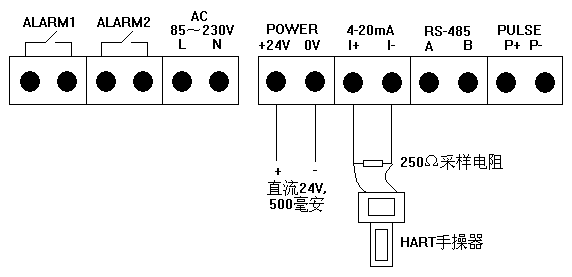 ALARM1 ALARM2 AC POWER 4-20mA RS-485 PULSE
85～230V
L N +24V 0V I+ I- A B P+ P-
250Ω采样电阻
+ -
直流24V,
500毫安
HART手操器